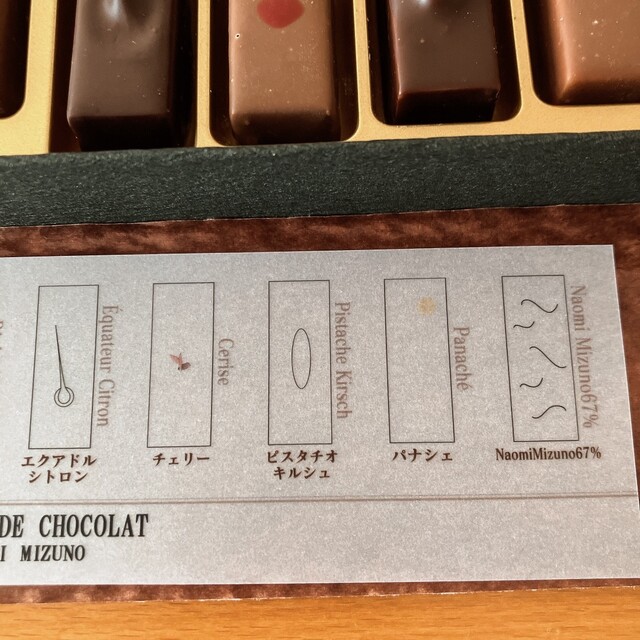 Equateur Citron
エクアドル
シトロン
Cerise
チェリー
Pistache Kirsch
ピスタチオ
キルシュ
Panaché
パナシェ
Naomi Mizuno67%
NaomiMizuno67%
DE CHOCOLAT
I MIZUNO